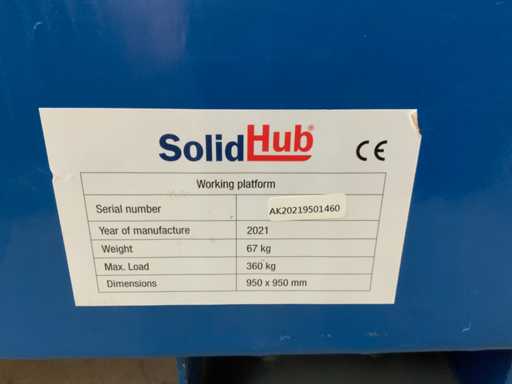 SolidHub®
CE
Working platform
Serial number AK20219501460
Year of manufacture 2021
Weight 67 kg
Max. Load 360 kg
Dimensions 950 x 950 mm